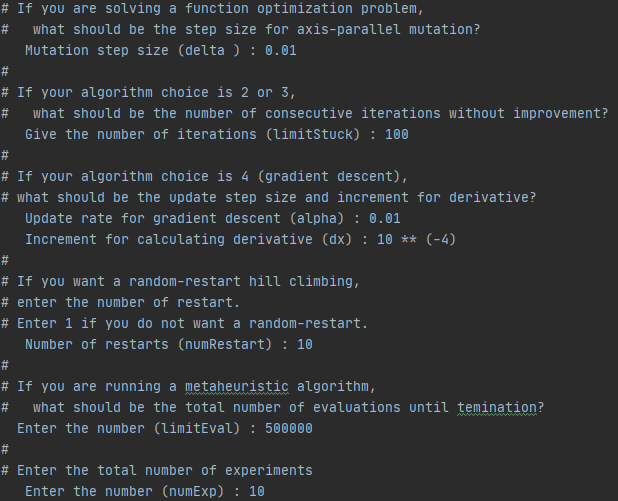 # If you are solving a function optimization problem,
#   what should be the step size for axis-parallel mutation?
   Mutation step size (delta ) : 0.01
#
# If your algorithm choice is 2 or 3,
#   what should be the number of consecutive iterations without improvement?
   Give the number of iterations (limitStuck) : 100
#
# If your algorithm choice is 4 (gradient descent),
# what should be the update step size and increment for derivative?
   Update rate for gradient descent (alpha) : 0.01
   Increment for calculating derivative (dx) : 10 ** (-4)
#
# If you want a random-restart hill climbing,
# enter the number of restart.
# Enter 1 if you do not want a random-restart.
   Number of restarts (numRestart) : 10
#
# If you are running a metaheuristic algorithm,
#   what should be the total number of evaluations until temination?
  Enter the number (limitEval) : 500000
#
# Enter the total number of experiments
   Enter the number (numExp) : 10